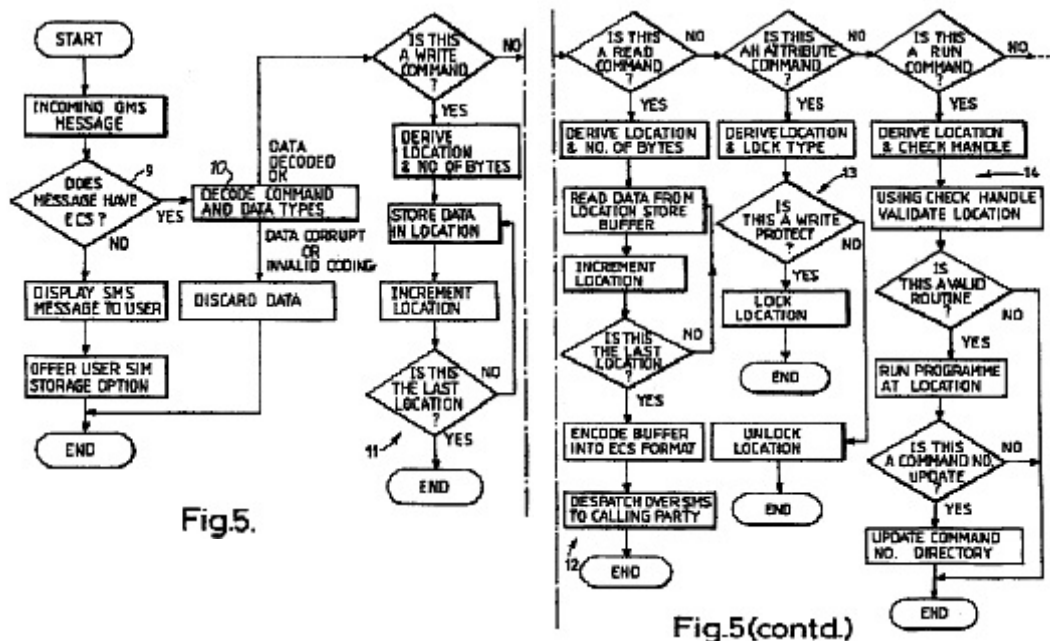 START
INCOMING GMS
MESSAGE
9
DOES
MESSAGE HAVE
ECS ?
YES
NO
10
DECODE COMMAND
AND DATA TYPES
DATA
DECODED
OR
DATA CORRUPT
OR
INVALID CODING
DISPLAY SMS
MESSAGE TO USER
DISCARD DATA
OFFER USER SIM
STORAGE OPTION
END
IS THIS
A WRITE
COMMAND
?
NO
YES
DERIVE
LOCATION
& NO. OF BYTES
STORE DATA
IN LOCATION
INCREMENT
LOCATION
IS THIS
THE LAST
LOCATION
?
NO
YES
11
END
Fig.5.
IS THIS
A READ
COMMAND
?
NO
YES
DERIVE LOCATION
& NO. OF BYTES
READ DATA FROM
LOCATION STORE
BUFFER
INCREMENT
LOCATION
IS THIS
THE LAST
LOCATION
?
NO
YES
ENCODE BUFFER
INTO ECS FORMAT
DESPATCH OVER SMS
TO CALLING PARTY
12
END
IS THIS
AN ATTRIBUTE
COMMAND
?
NO
YES
DERIVE LOCATION
& LOCK TYPE
13
IS
THIS A WRITE
PROTECT
?
NO
YES
LOCK
LOCATION
END
UNLOCK
LOCATION
END
IS THIS
A RUN
COMMAND
?
NO
YES
DERIVE LOCATION
& CHECK HANDLE
14
USING CHECK HANDLE
VALIDATE LOCATION
IS
THIS A VALID
ROUTINE
?
NO
YES
RUN PROGRAMME
AT LOCATION
IS THIS
A COMMAND NO.
UPDATE
?
NO
YES
UPDATE COMMAND
NO. DIRECTORY
END
Fig.5(contd.)